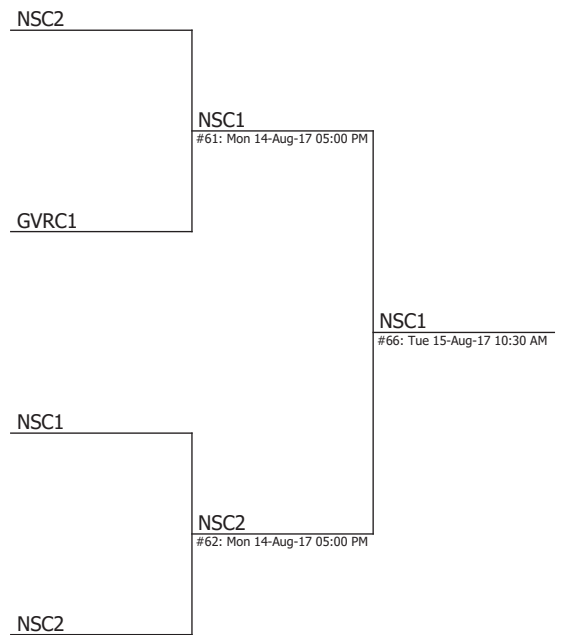 NSC2
NSC1
#61: Mon 14-Aug-17 05:00 PM
GVRC1
NSC1
#66: Tue 15-Aug-17 10:30 AM
NSC1
NSC2
#62: Mon 14-Aug-17 05:00 PM
NSC2